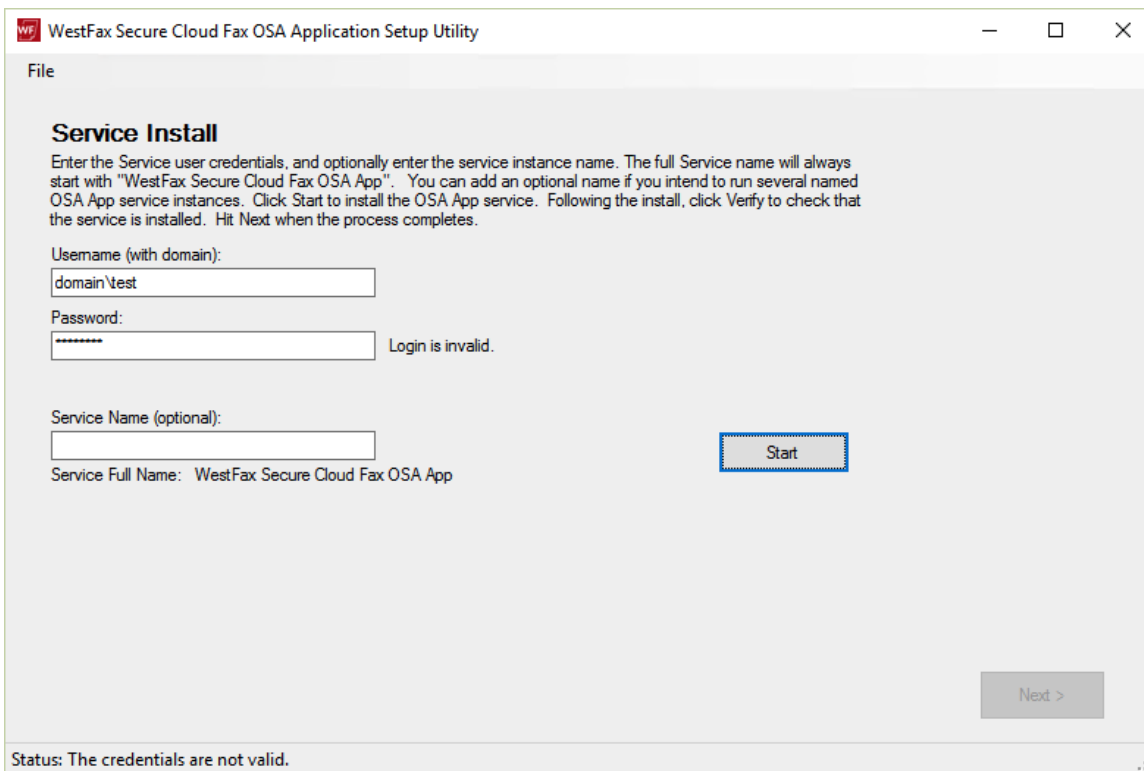 WF WestFax Secure Cloud Fax OSA Application Setup Utility
File
Service Install
Enter the Service user credentials, and optionally enter the service instance name. The full Service name will always
start with "WestFax Secure Cloud Fax OSA App". You can add an optional name if you intend to run several named
OSA App service instances. Click Start to install the OSA App service. Following the install, click Verify to check that
the service is installed. Hit Next when the process completes.
Username (with domain):
domain\test
Password:
********
Login is invalid.
Service Name (optional):
Start
Service Full Name: WestFax Secure Cloud Fax OSA App
Next >
Status: The credentials are not valid.